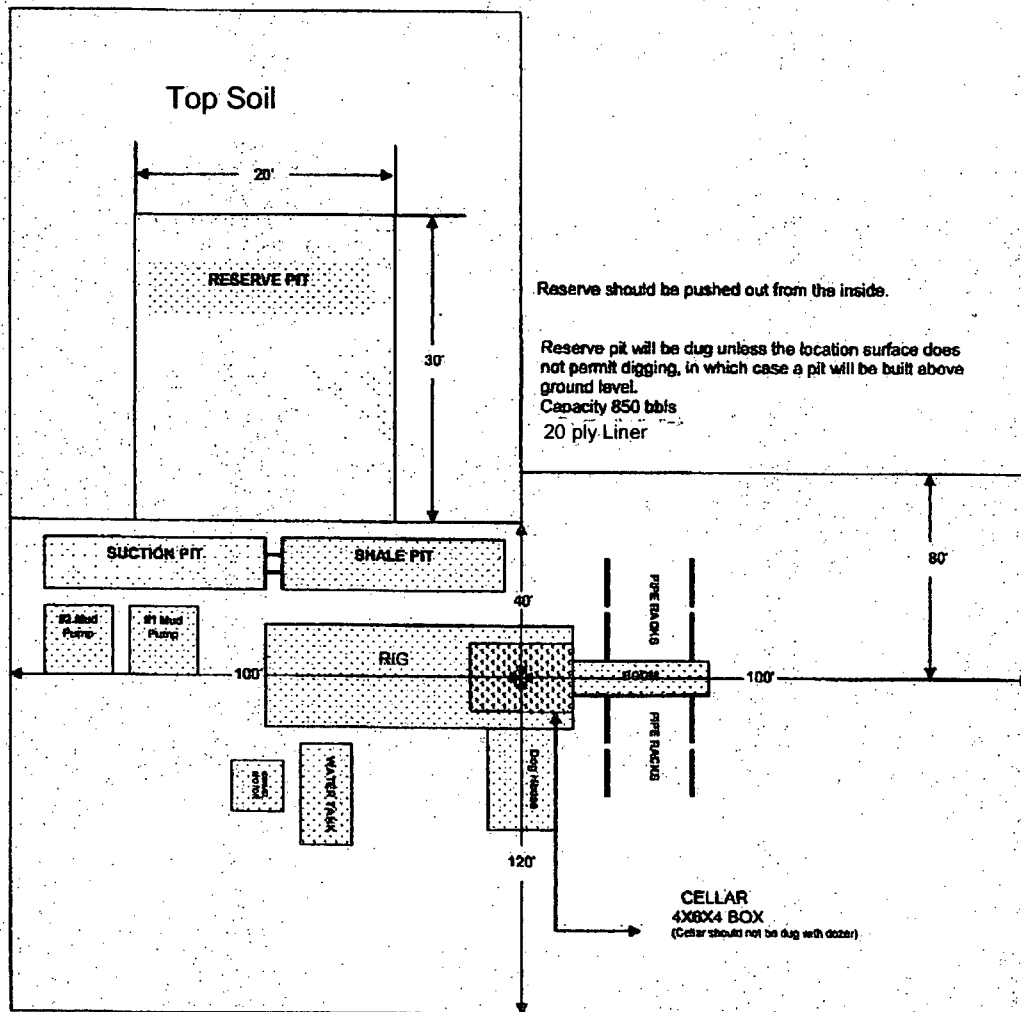 Top Soil
20'
RESERVE PIT
30'
Reserve should be pushed out from the inside.
Reserve pit will be dug unless the location surface does
not permit digging, in which case a pit will be built above
ground level.
Capacity 850 bbls
20 ply Liner
80'
SUCTION PIT
SHALE PIT
40'
#2 Mud
Pump
#1 Mud
Pump
PIPE RACKS
RIG
100'
BOOM
100'
PIPE RACKS
WATER TANK
Dog House
120'
CELLAR
4X6X4 BOX
(Cellar should not be dug with dozer)